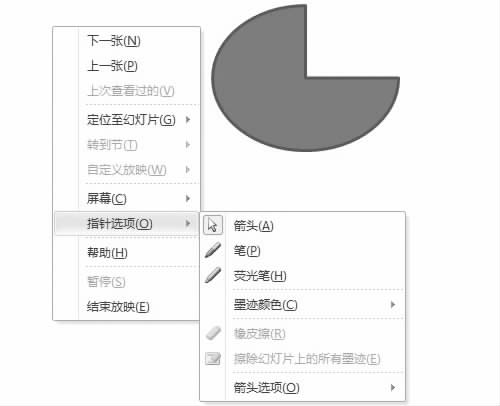 下一张(N)
上一张(P)
上次查看过的(V)
定位至幻灯片(G)
转到节(T)
自定义放映(W)
屏幕(C)
指针选项(O)
帮助(H)
暂停(S)
结束放映(E)
箭头(A)
笔(P)
荧光笔(H)
墨迹颜色(C)
橡皮擦(R)
擦除幻灯片上的所有墨迹(E)
箭头选项(O)